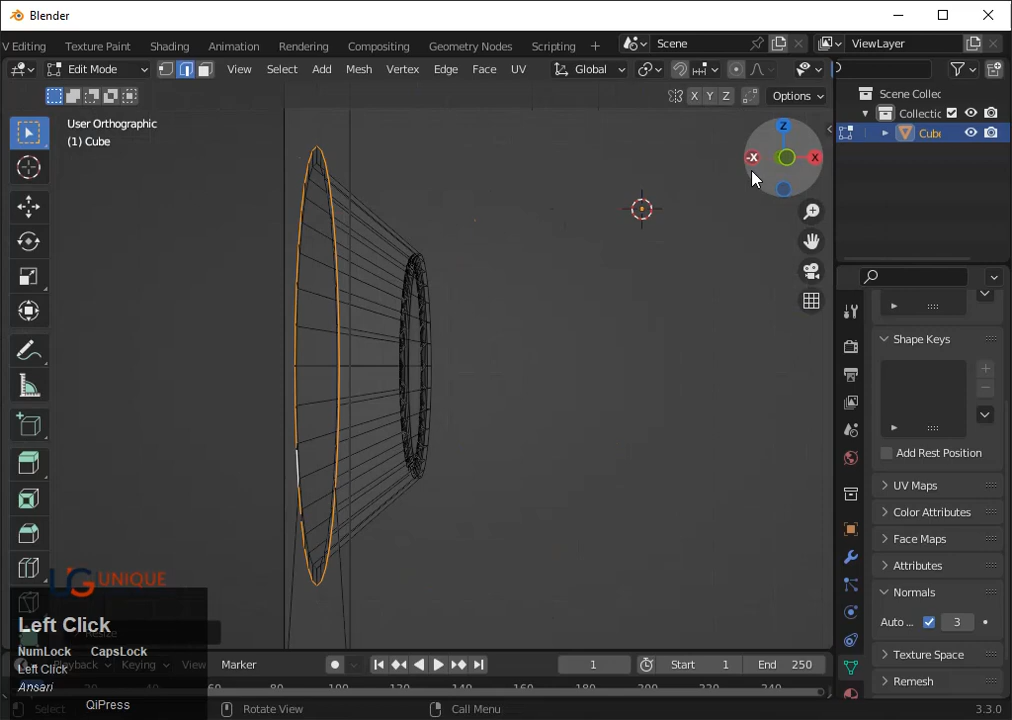 Blender
V Editing Texture Paint Shading Animation Rendering Compositing Geometry Nodes Scripting + Scene ViewLayer
Edit Mode View Select Add Mesh Vertex Edge Face UV Global
X Y Z Options
User Orthographic
(1) Cube
Scene Collec
Collectic
Cube
Z
-X X
Shape Keys
Add Rest Position
UV Maps
Color Attributes
Face Maps
Attributes
Normals
Auto ... 3
Texture Space
Remesh
UG UNIQUE
Left Click
Resize
NumLock CapsLock
Left Click
Ansari
QiPress
Playback Keying View Marker 1 Start 1 End 250
Select Rotate View Call Menu 3.3.0